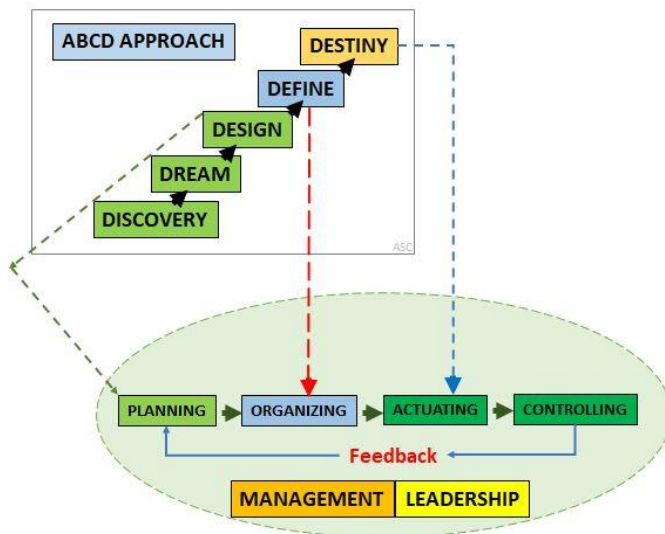 ABCD APPROACH
DESTINY
DEFINE
DESIGN
DREAM
DISCOVERY
ASC
PLANNING
ORGANIZING
ACTUATING
CONTROLLING
Feedback
MANAGEMENT
LEADERSHIP